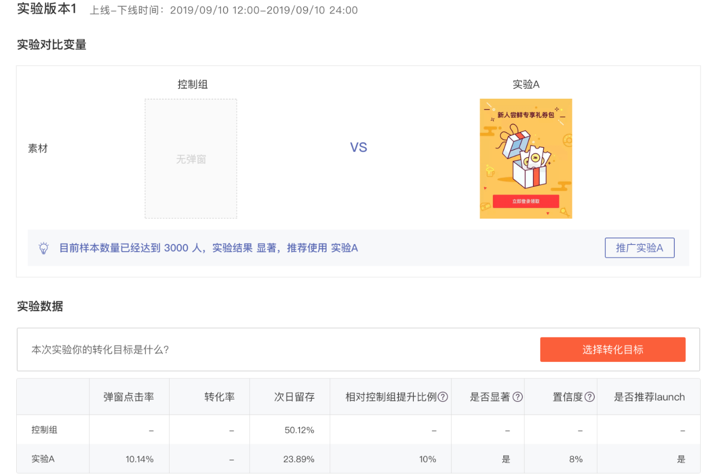 实验版本1 上线-下线时间：2019/09/10 12:00-2019/09/10 24:00
实验对比变量
控制组 实验A
素材 无弹窗 VS
新人尝鲜专享礼券包
立即登录领取
目前样本数量已经达到 3000 人，实验结果 显著，推荐使用 实验A 推广实验A
实验数据
本次实验你的转化目标是什么? 选择转化目标
弹窗点击率 转化率 次日留存 相对控制组提升比例? 是否显著? 置信度? 是否推荐launch
控制组 – – 50.12% – – – –
实验A 10.14% – 23.89% 10% 是 8% 是